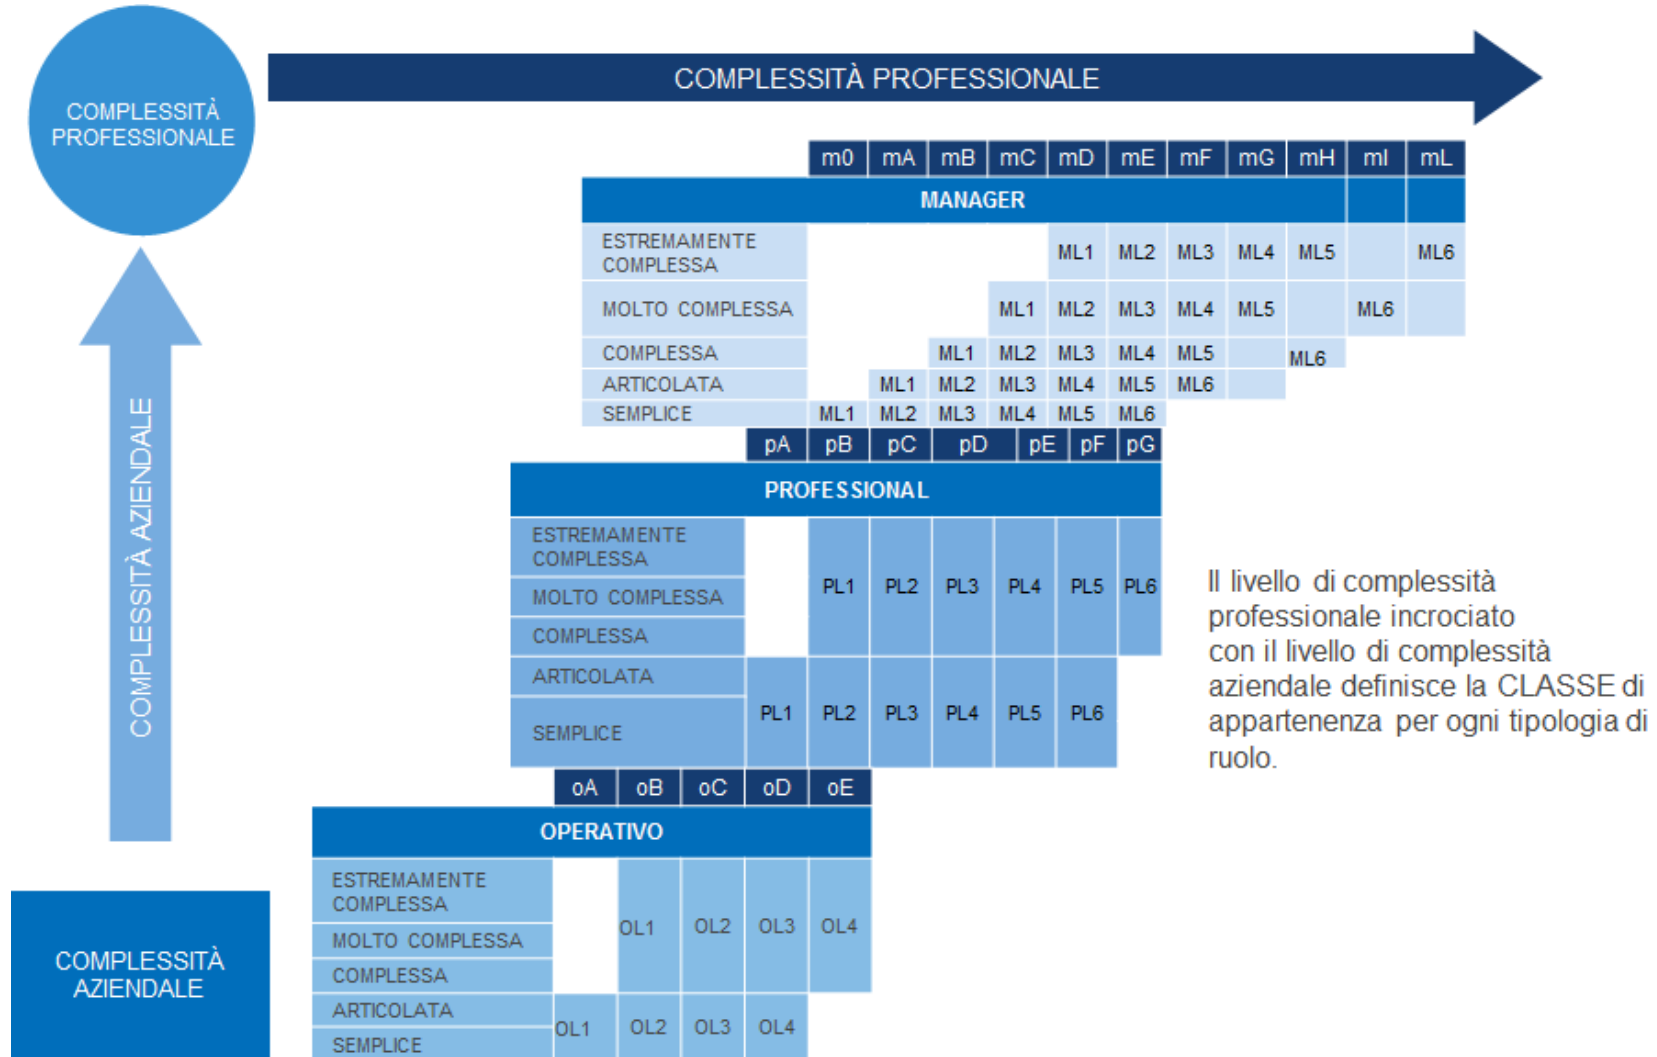 COMPLESSITÀ
PROFESSIONALE
COMPLESSITÀ PROFESSIONALE
m0 mA mB mC mD mE mF mG mH mI mL
MANAGER
ESTREMAMENTE
COMPLESSA
ML1 ML2 ML3 ML4 ML5 ML6
MOLTO COMPLESSA ML1 ML2 ML3 ML4 ML5 ML6
COMPLESSA ML1 ML2 ML3 ML4 ML5 ML6
ARTICOLATA ML1 ML2 ML3 ML4 ML5 ML6
SEMPLICE ML1 ML2 ML3 ML4 ML5 ML6
pA pB pC pD pE pF pG
PROFESSIONAL
ESTREMAMENTE
COMPLESSA
MOLTO COMPLESSA
COMPLESSA
PL1 PL2 PL3 PL4 PL5 PL6
ARTICOLATA
SEMPLICE
PL1 PL2 PL3 PL4 PL5 PL6
oA oB oC oD oE
OPERATIVO
ESTREMAMENTE
COMPLESSA
MOLTO COMPLESSA
COMPLESSA
OL1 OL2 OL3 OL4
ARTICOLATA
SEMPLICE
OL1 OL2 OL3 OL4
COMPLESSITÀ AZIENDALE
COMPLESSITÀ
AZIENDALE
Il livello di complessità
professionale incrociato
con il livello di complessità
aziendale definisce la CLASSE di
appartenenza per ogni tipologia di
ruolo.